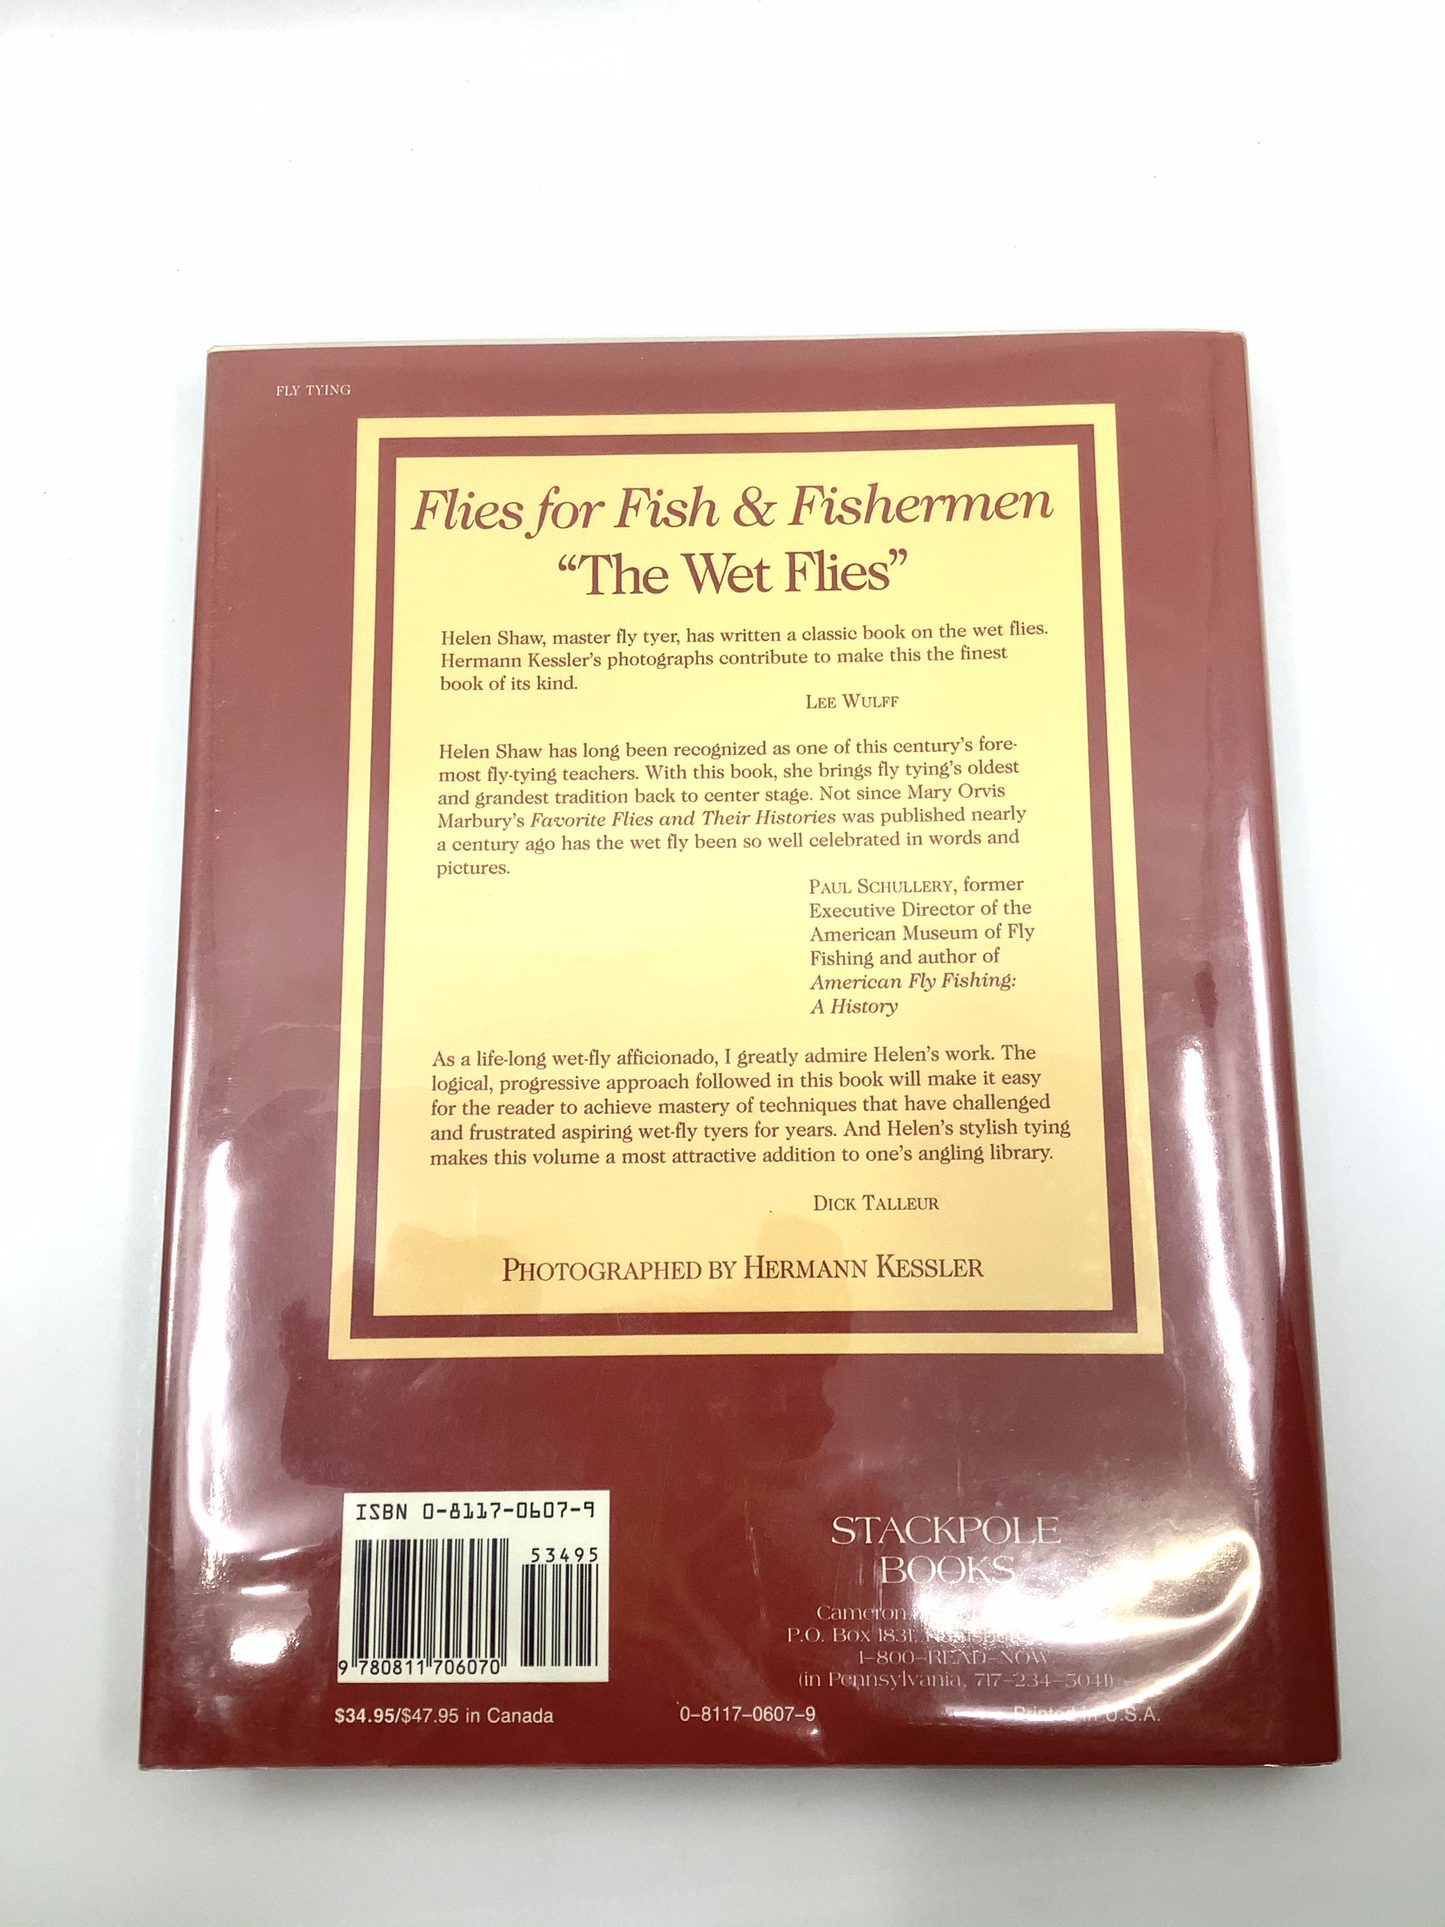 FLY TYING
Flies for Fish & Fishermen
“The Wet Flies”
Helen Shaw, master fly tyer, has written a classic book on the wet flies.
Hermann Kessler’s photographs contribute to make this the finest
book of its kind.
LEE WULFF
Helen Shaw has long been recognized as one of this century’s fore-
most fly-tying teachers. With this book, she brings fly tying’s oldest
and grandest tradition back to center stage. Not since Mary Orvis
Marbury’s Favorite Flies and Their Histories was published nearly
a century ago has the wet fly been so well celebrated in words and
pictures.
PAUL SCHULLERY, former
Executive Director of the
American Museum of Fly
Fishing and author of
American Fly Fishing:
A History
As a life-long wet-fly afficionado, I greatly admire Helen’s work. The
logical, progressive approach followed in this book will make it easy
for the reader to achieve mastery of techniques that have challenged
and frustrated aspiring wet-fly tyers for years. And Helen’s stylish tying
makes this volume a most attractive addition to one’s angling library.
DICK TALLEUR
PHOTOGRAPHED BY HERMANN KESSLER
ISBN 0-8117-0607-9
53495
9 780811 706070
$34.95/$47.95 in Canada
0-8117-0607-9
STACKPOLE
BOOKS
Cameron
P.O. Box 1831,
1-800-READ-NOW
(in Pennsylvania, 717-234-5041)
Printed in U.S.A.